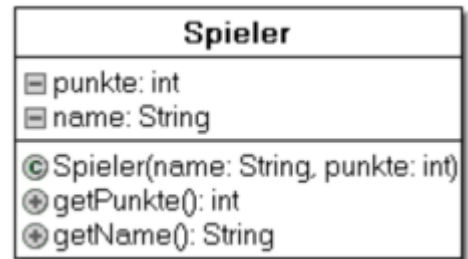 Spieler
punkte: int
name: String
Spieler(name: String, punkte: int)
getPunkte(): int
getName(): String